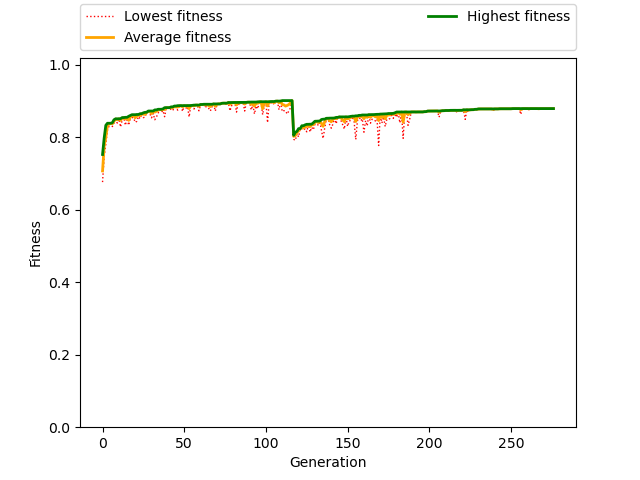 Lowest fitness
Average fitness
Highest fitness
1.0
0.8
0.6
0.4
0.2
0.0
Fitness
0 50 100 150 200 250
Generation